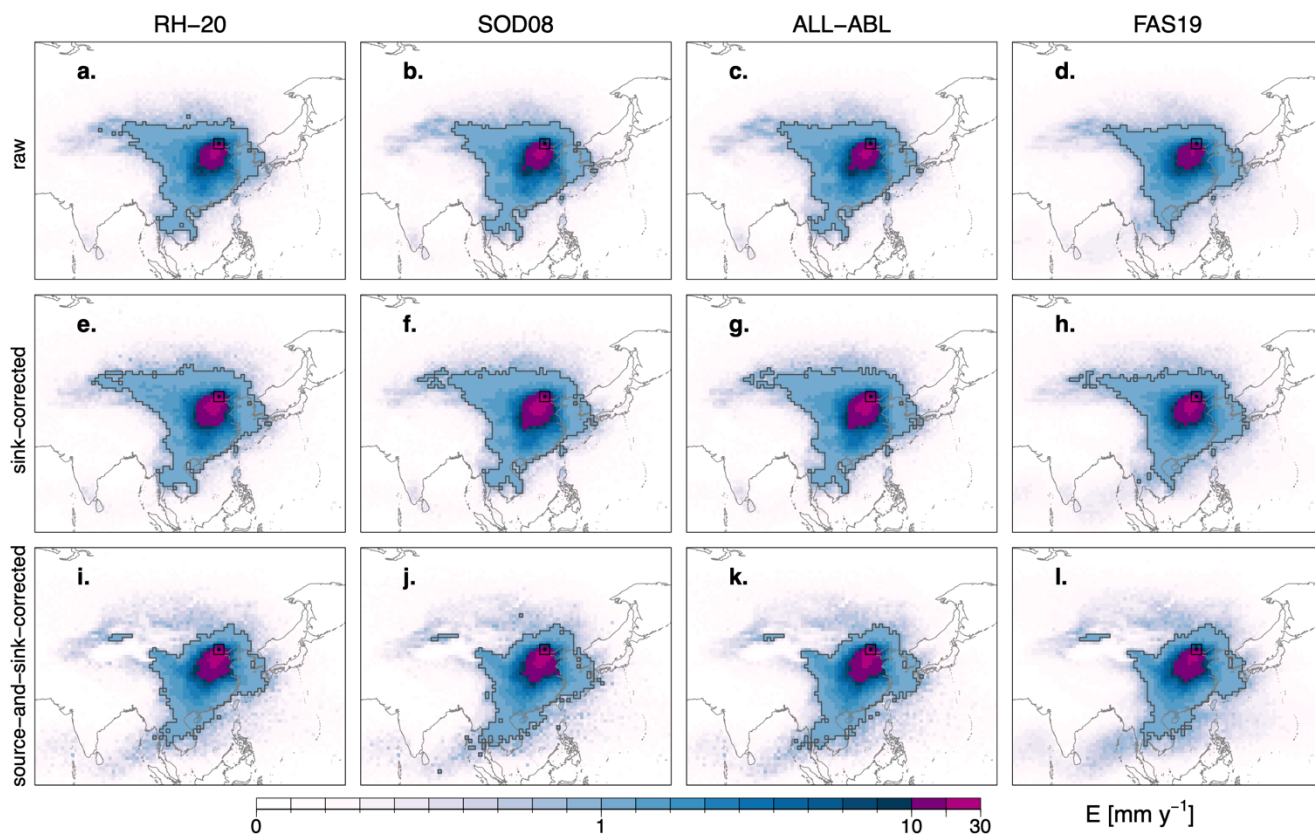 RH−20 SOD08 ALL−ABL FAS19
raw
a. b. c. d.
sink−corrected
e. f. g. h.
source−and−sink−corrected
i. j. k. l.
0 1 10 30 E [mm y⁻¹]